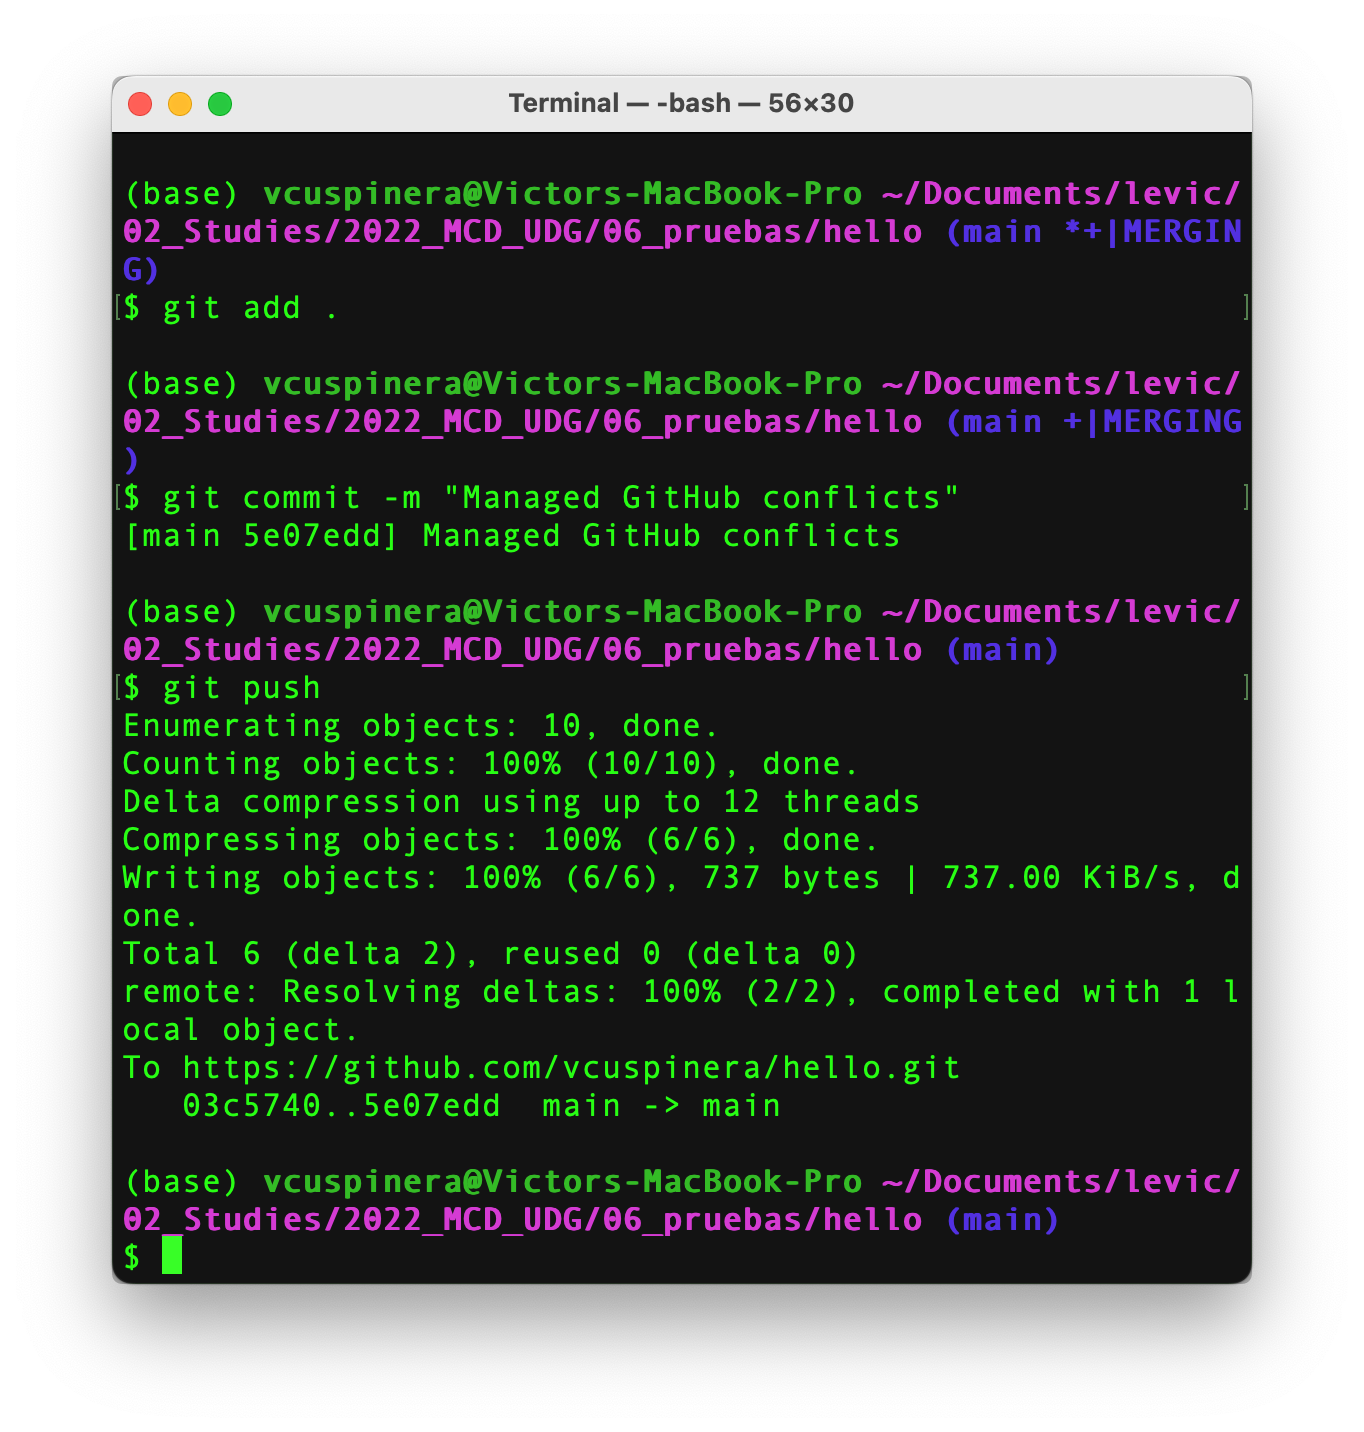 Terminal — -bash — 56×30
(base) vcuspinera@Victors-MacBook-Pro ~/Documents/levic/
02_Studies/2022_MCD_UDG/06_pruebas/hello (main *+|MERGIN
G)
[$ git add . ]
(base) vcuspinera@Victors-MacBook-Pro ~/Documents/levic/
02_Studies/2022_MCD_UDG/06_pruebas/hello (main +|MERGING
)
[$ git commit -m "Managed GitHub conflicts" ]
[main 5e07edd] Managed GitHub conflicts
(base) vcuspinera@Victors-MacBook-Pro ~/Documents/levic/
02_Studies/2022_MCD_UDG/06_pruebas/hello (main)
[$ git push ]
Enumerating objects: 10, done.
Counting objects: 100% (10/10), done.
Delta compression using up to 12 threads
Compressing objects: 100% (6/6), done.
Writing objects: 100% (6/6), 737 bytes | 737.00 KiB/s, d
one.
Total 6 (delta 2), reused 0 (delta 0)
remote: Resolving deltas: 100% (2/2), completed with 1 l
ocal object.
To https://github.com/vcuspinera/hello.git
   03c5740..5e07edd  main -> main
(base) vcuspinera@Victors-MacBook-Pro ~/Documents/levic/
02_Studies/2022_MCD_UDG/06_pruebas/hello (main)
$